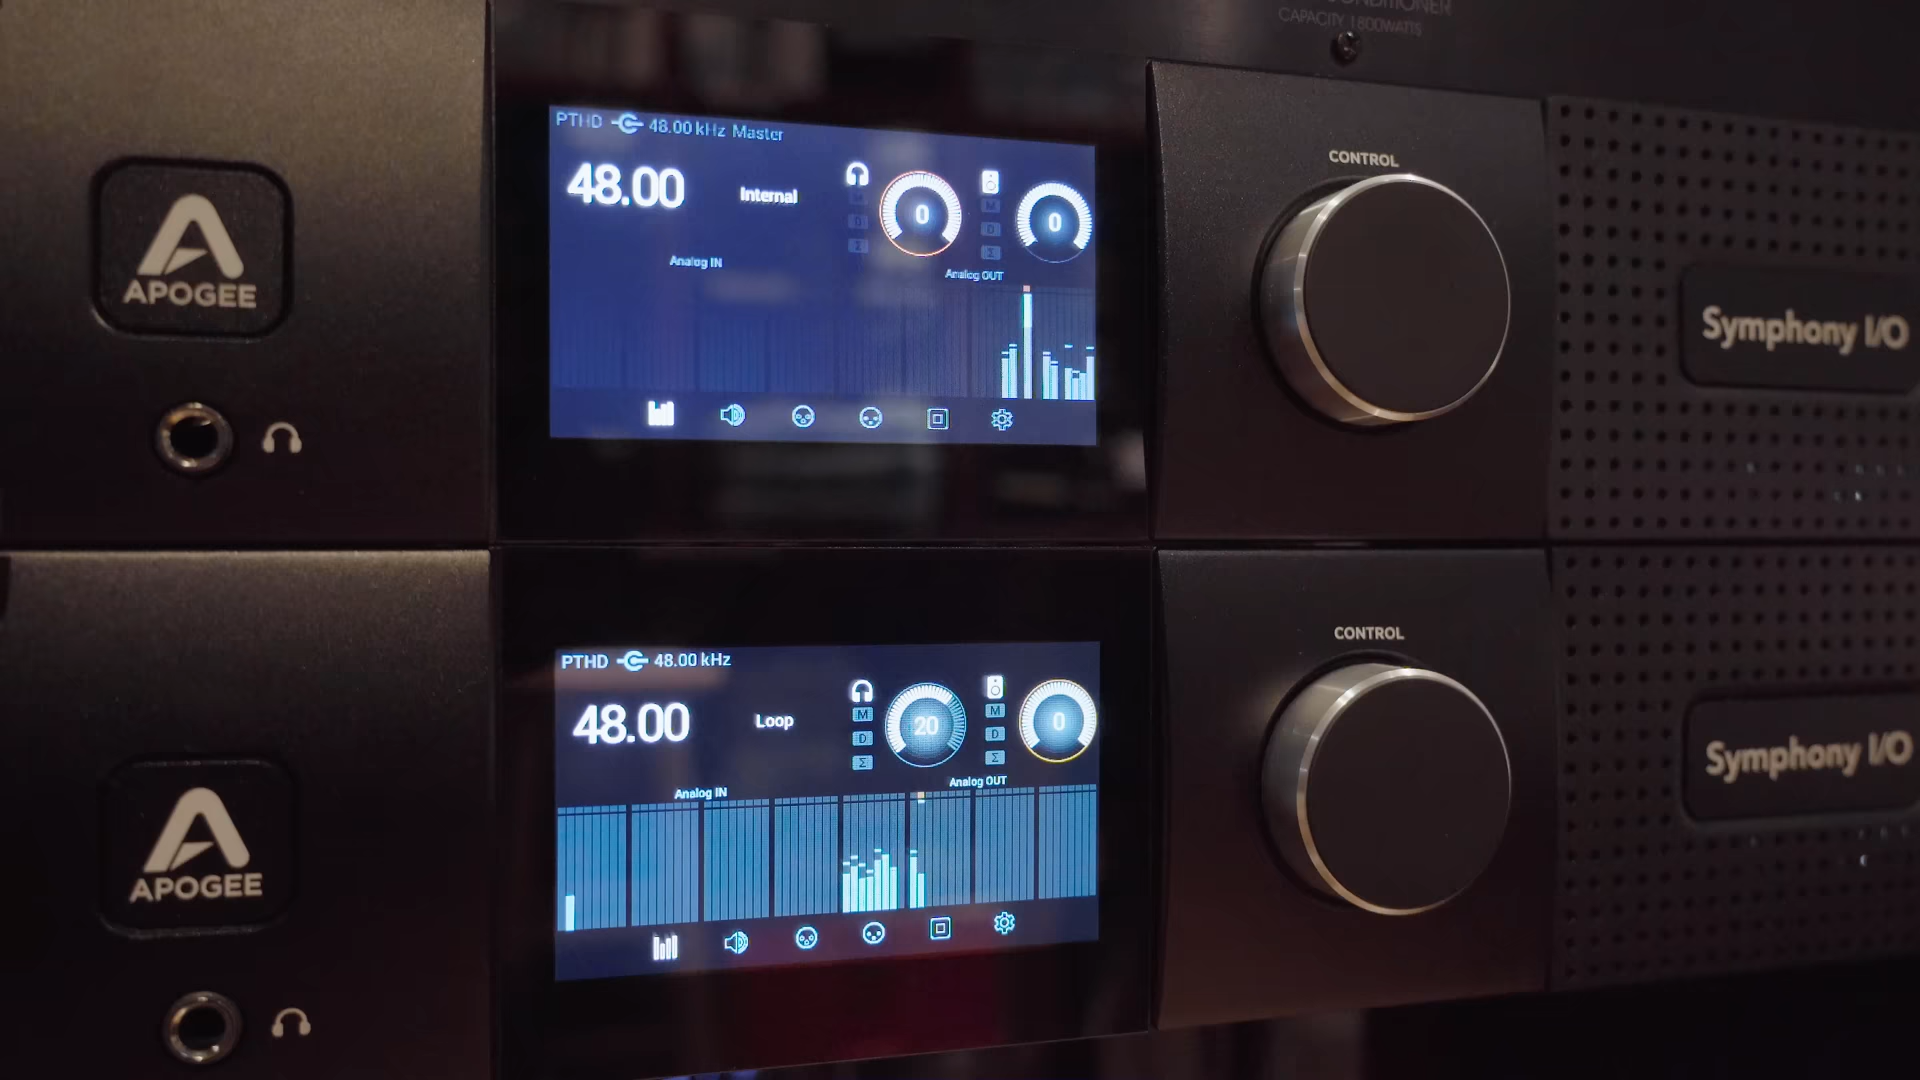 CONDITIONER
CAPACITY 1800WATTS
PTHD 48.00 kHz Master
48.00 Internal
0
0
M
D
Σ
M
D
Σ
Analog IN
Analog OUT
CONTROL
APOGEE
Symphony I/O
PTHD 48.00 kHz
48.00 Loop
M
D
Σ
20
M
D
Σ
0
Analog IN
Analog OUT
CONTROL
APOGEE
Symphony I/O